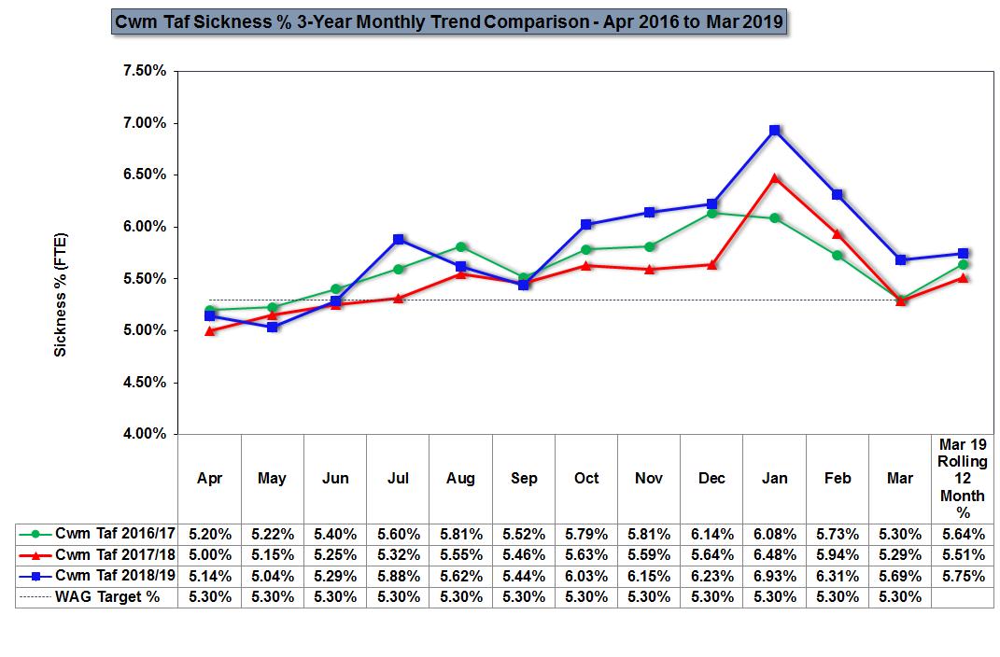 Cwm Taf Sickness % 3-Year Monthly Trend Comparison - Apr 2016 to Mar 2019
7.50%
7.00%
6.50%
6.00%
5.50%
5.00%
4.50%
4.00%
Sickness % (FTE)
Apr May Jun Jul Aug Sep Oct Nov Dec Jan Feb Mar Mar 19
Rolling
12
Month
%
Cwm Taf 2016/17 5.20% 5.22% 5.40% 5.60% 5.81% 5.52% 5.79% 5.81% 6.14% 6.08% 5.73% 5.30% 5.64%
Cwm Taf 2017/18 5.00% 5.15% 5.25% 5.32% 5.55% 5.46% 5.63% 5.59% 5.64% 6.48% 5.94% 5.29% 5.51%
Cwm Taf 2018/19 5.14% 5.04% 5.29% 5.88% 5.62% 5.44% 6.03% 6.15% 6.23% 6.93% 6.31% 5.69% 5.75%
WAG Target % 5.30% 5.30% 5.30% 5.30% 5.30% 5.30% 5.30% 5.30% 5.30% 5.30% 5.30% 5.30%